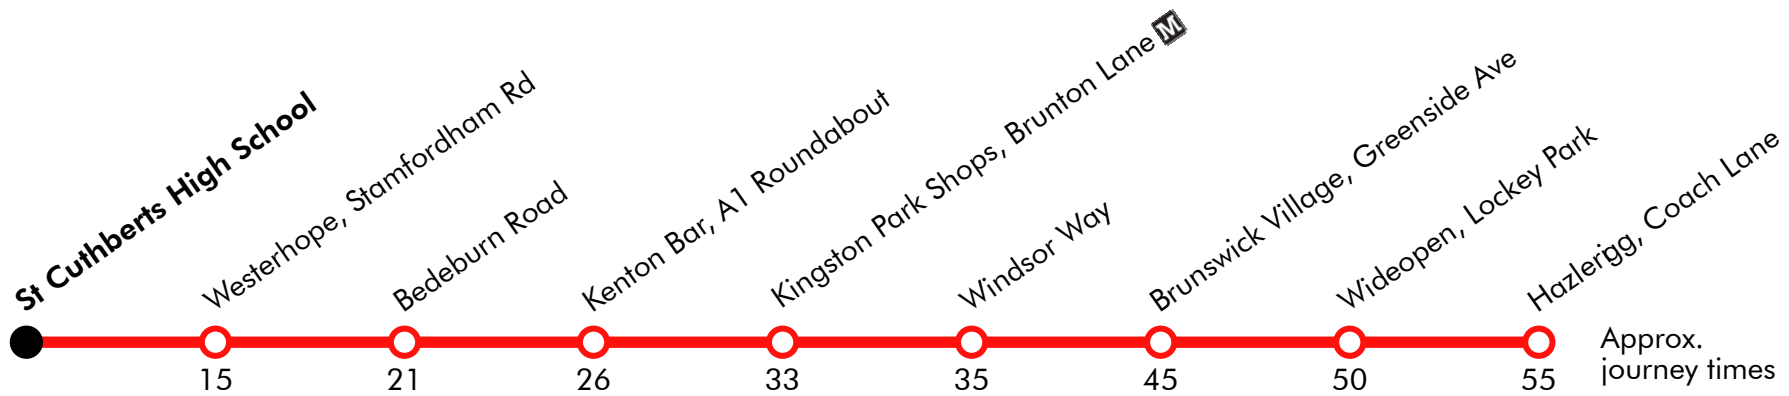 St Cuthberts High School
Westerhope, Stamfordham Rd
Bedeburn Road
Kenton Bar, A1 Roundabout
Kingston Park Shops, Brunton Lane M
Windsor Way
Brunswick Village, Greenside Ave
Wideopen, Lockey Park
Hazlerigg, Coach Lane
15 21 26 33 35 45 50 55
Approx.
journey times